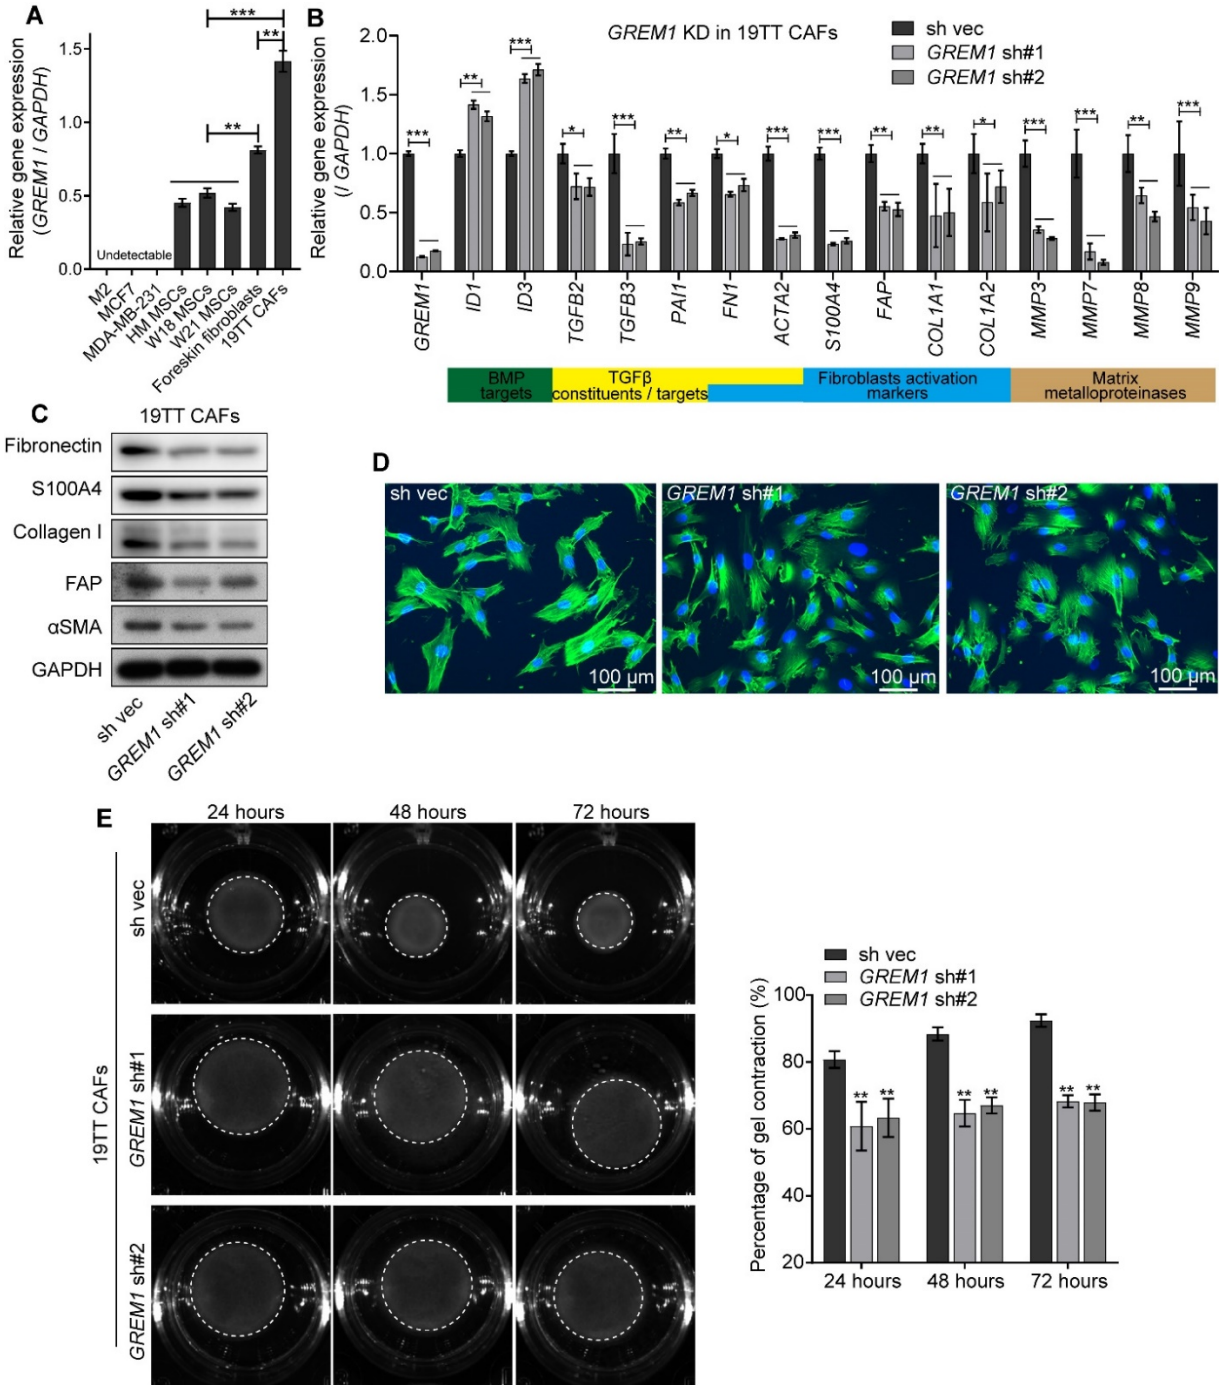 A
Relative gene expression
(GREM1 / GAPDH)
1.5
1.0
0.5
0.0
***
**
**
Undetectable
M2
MCF7
MDA-MB-231
HM MSCs
W18 MSCs
W21 MSCs
Foreskin fibroblasts
19TT CAFs
B
GREM1 KD in 19TT CAFs
sh vec
GREM1 sh#1
GREM1 sh#2
Relative gene expression
(/ GAPDH)
2.0
1.5
1.0
0.5
0.0
*** ** *** * *** ** * *** *** ** ** * *** *** ** ***
GREM1
ID1
ID3
TGFB2
TGFB3
PAI1
FN1
ACTA2
S100A4
FAP
COL1A1
COL1A2
MMP3
MMP7
MMP8
MMP9
BMP
targets
TGFβ
constituents / targets
Fibroblasts activation
markers
Matrix
metalloproteinases
C
19TT CAFs
Fibronectin
S100A4
Collagen I
FAP
αSMA
GAPDH
sh vec
GREM1 sh#1
GREM1 sh#2
D
sh vec
GREM1 sh#1
GREM1 sh#2
100 µm
100 µm
100 µm
E
24 hours
48 hours
72 hours
19TT CAFs
sh vec
GREM1 sh#1
GREM1 sh#2
sh vec
GREM1 sh#1
GREM1 sh#2
Percentage of gel contraction (%)
100
80
60
40
20
** **
** **
** **
24 hours
48 hours
72 hours